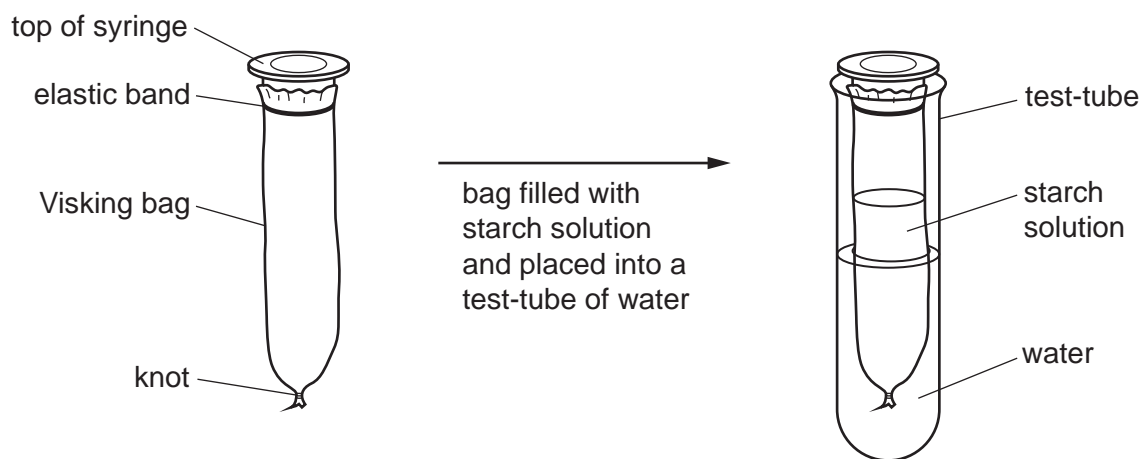 top of syringe
elastic band
Visking bag
knot
bag filled with
starch solution
and placed into a
test-tube of water
test-tube
starch
solution
water